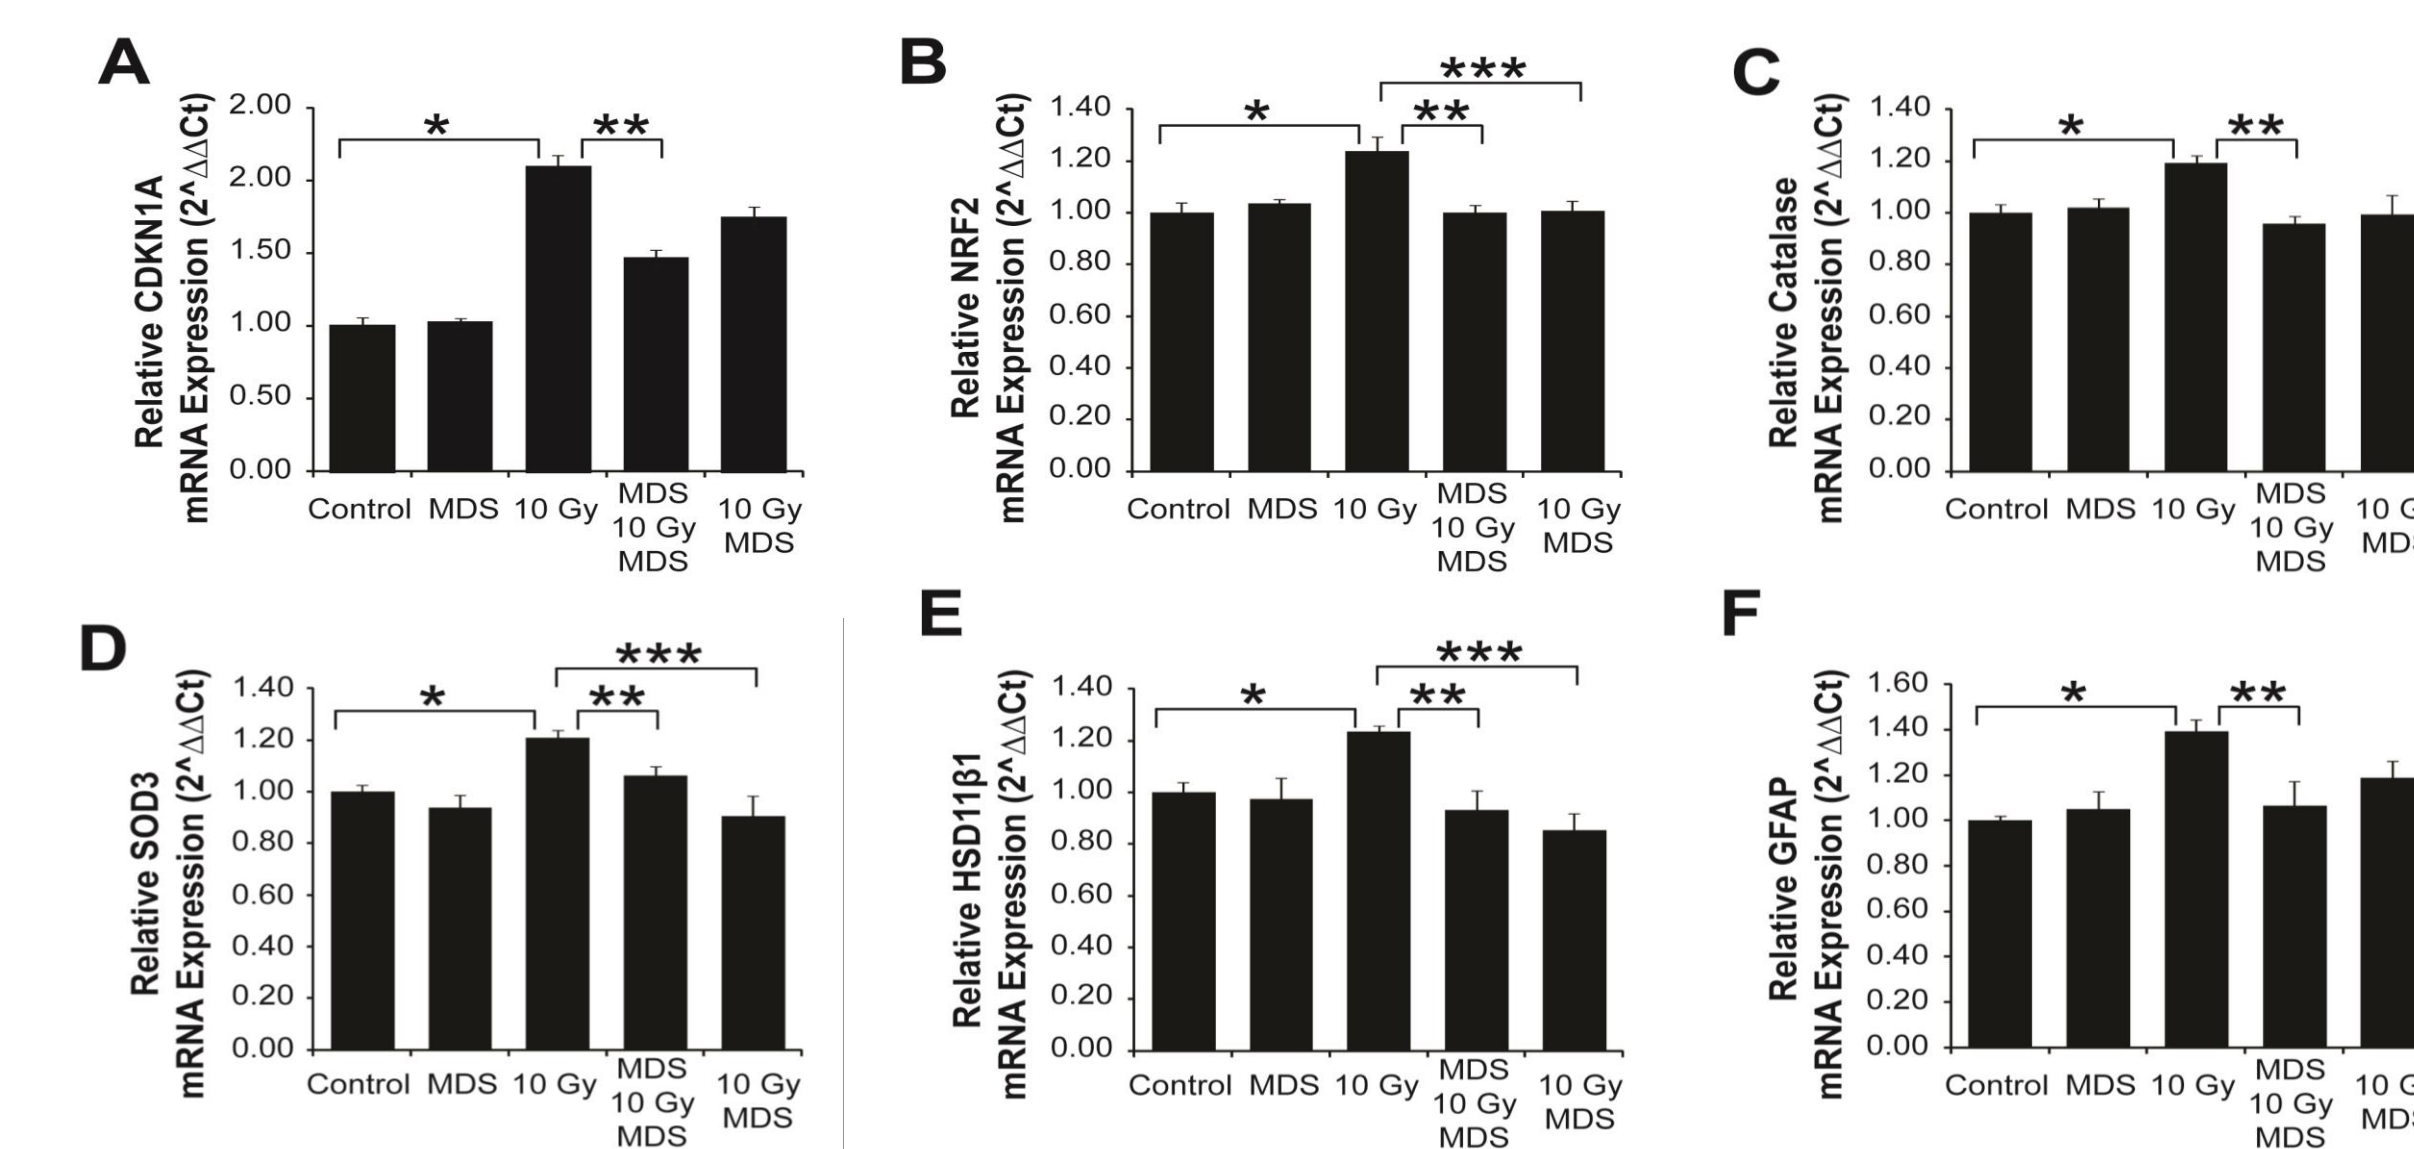 A
Relative CDKN1A
mRNA Expression (2^ΔΔCt)
2.00
2.00
1.50
1.00
0.50
0.00
*
**
Control MDS 10 Gy MDS 10 Gy
10 Gy MDS
MDS
B
Relative NRF2
mRNA Expression (2^ΔΔCt)
1.40
1.20
1.00
0.80
0.60
0.40
0.20
0.00
***
*
**
Control MDS 10 Gy MDS 10 Gy
10 Gy MDS
MDS
C
Relative Catalase
mRNA Expression (2^ΔΔCt)
1.40
1.20
1.00
0.80
0.60
0.40
0.20
0.00
*
**
Control MDS 10 Gy MDS 10
10 Gy
MDS
D
Relative SOD3
mRNA Expression (2^ΔΔCt)
1.40
1.20
1.00
0.80
0.60
0.40
0.20
0.00
***
*
**
Control MDS 10 Gy MDS 10 Gy
10 Gy MDS
MDS
E
Relative HSD11β1
mRNA Expression (2^ΔΔCt)
1.40
1.20
1.00
0.80
0.60
0.40
0.20
0.00
***
*
**
Control MDS 10 Gy MDS 10 Gy
10 Gy MDS
MDS
F
Relative GFAP
mRNA Expression (2^ΔΔCt)
1.60
1.40
1.20
1.00
0.80
0.60
0.40
0.20
0.00
*
**
Control MDS 10 Gy MDS 10
10 Gy
MDS